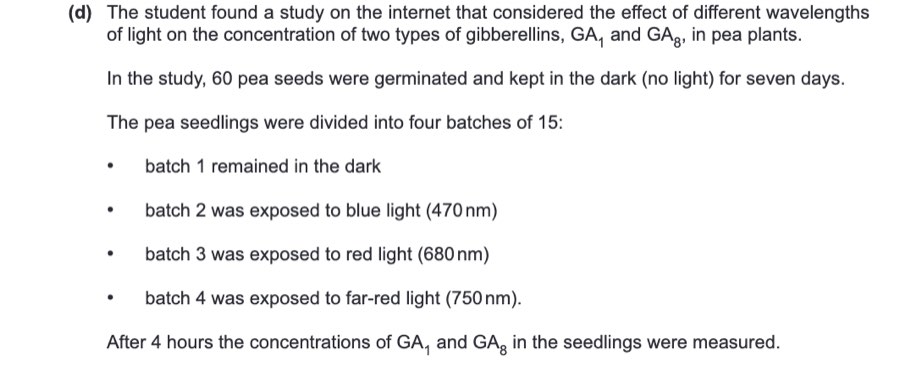 (d) The student found a study on the internet that considered the effect of different wavelengths
of light on the concentration of two types of gibberellins, GA₁ and GA₈, in pea plants.
In the study, 60 pea seeds were germinated and kept in the dark (no light) for seven days.
The pea seedlings were divided into four batches of 15:
• batch 1 remained in the dark
• batch 2 was exposed to blue light (470 nm)
• batch 3 was exposed to red light (680 nm)
• batch 4 was exposed to far-red light (750 nm).
After 4 hours the concentrations of GA₁ and GA₈ in the seedlings were measured.